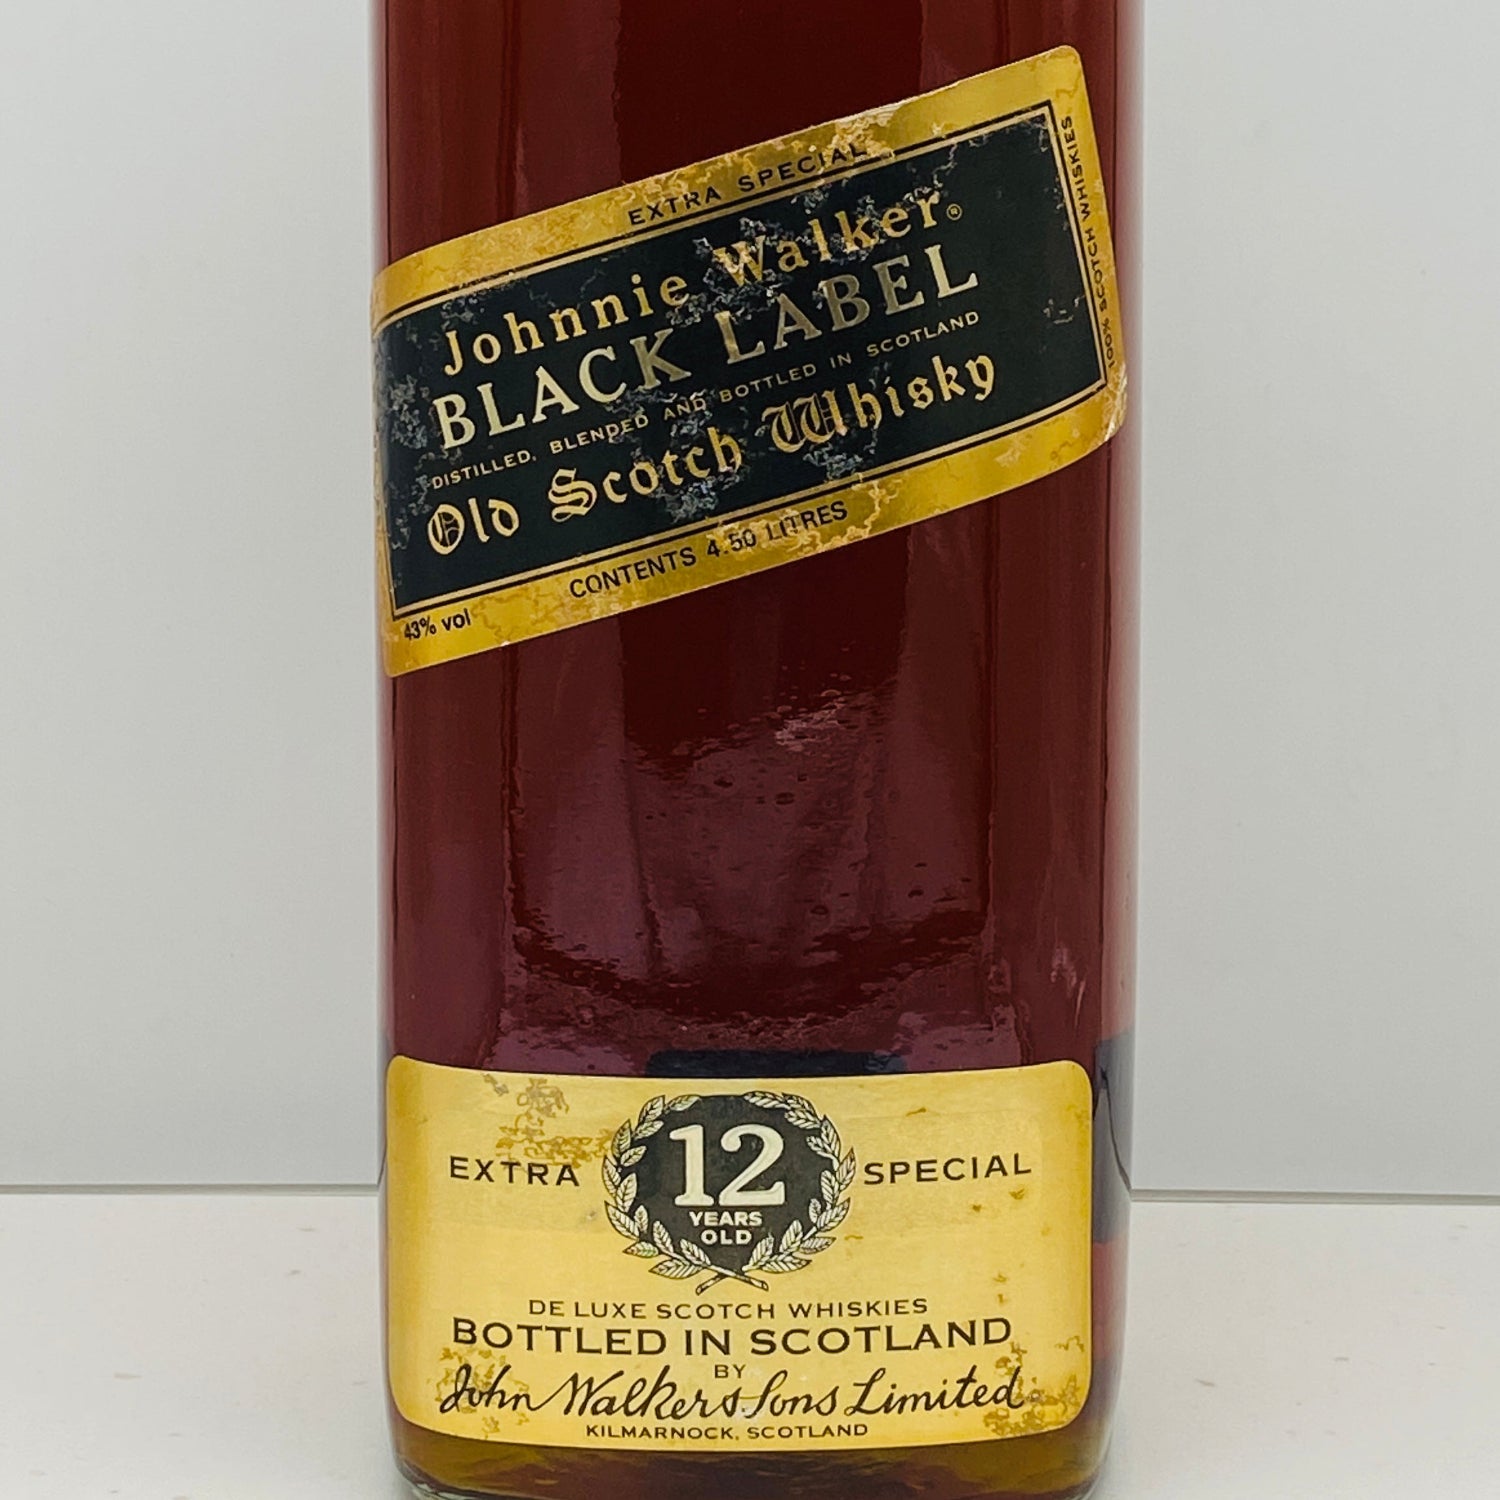 EXTRA SPECIAL
Johnnie Walker®
BLACK LABEL
DISTILLED, BLENDED AND BOTTLED IN SCOTLAND
Old Scotch Whisky
CONTENTS 4.50 LITRES
43% vol
100% SCOTCH WHISKIES
EXTRA 12 SPECIAL
YEARS
OLD
DE LUXE SCOTCH WHISKIES
BOTTLED IN SCOTLAND
BY
John Walker & Sons Limited
KILMARNOCK, SCOTLAND